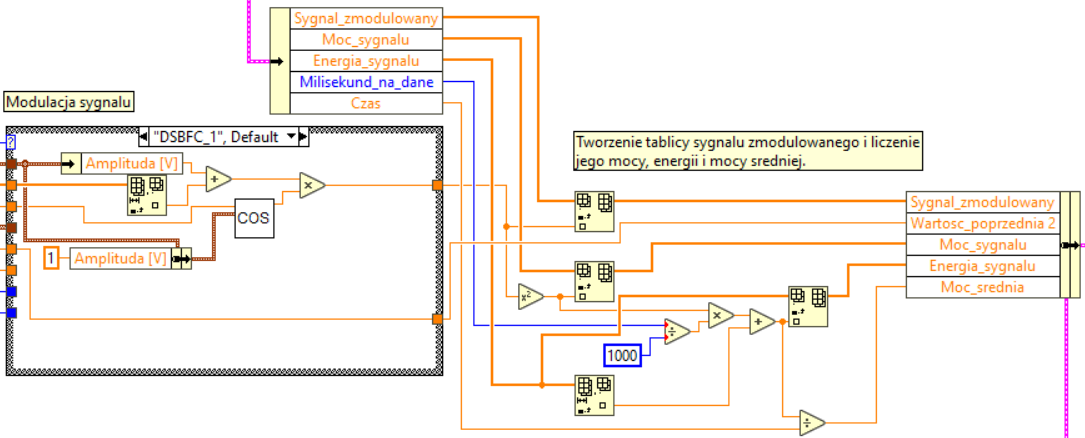 Sygnal_zmodulowany
Moc_sygnalu
Energia_sygnalu
Milisekund_na_dane
Czas
Modulacja sygnalu
"DSBFC_1", Default
?
Amplituda [V]
+
x
COS
1
Amplituda [V]
Tworzenie tablicy sygnalu zmodulowanego i liczenie
jego mocy, energii i mocy sredniej.
Sygnal_zmodulowany
Wartosc_poprzednia 2
Moc_sygnalu
Energia_sygnalu
Moc_srednia
x²
÷
x
+
1000
÷